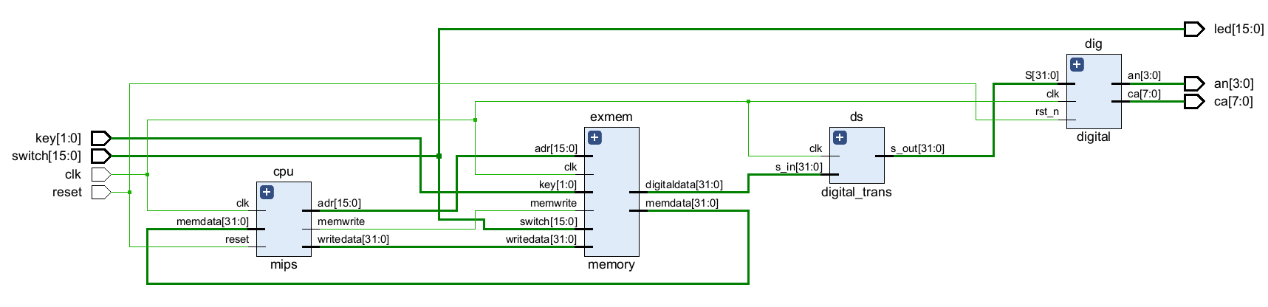 led[15:0]
dig
S[31:0]
an[3:0]
an[3:0]
clk
ca[7:0]
ca[7:0]
rst_n
digital
key[1:0]
switch[15:0]
clk
reset
exmem
adr[15:0]
clk
key[1:0]
digitaldata[31:0]
memwrite
memdata[31:0]
switch[15:0]
writedata[31:0]
memory
ds
clk
s_out[31:0]
s_in[31:0]
digital_trans
cpu
clk
adr[15:0]
memdata[31:0]
memwrite
reset
writedata[31:0]
mips